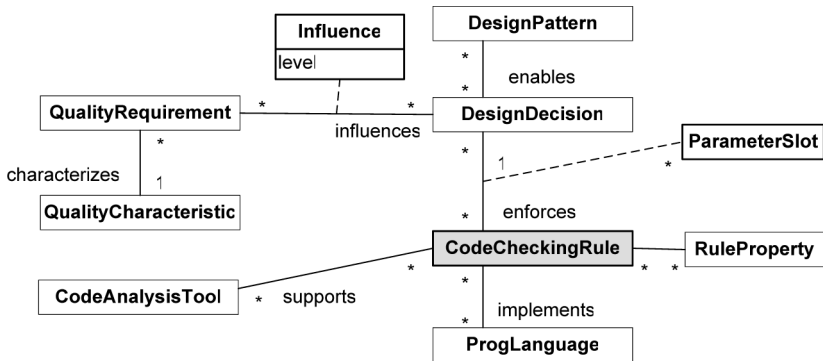 Influence
level
DesignPattern
*
enables
*
QualityRequirement
*
influences
*
DesignDecision
*
characterizes
1
QualityCharacteristic
*
1
*
ParameterSlot
enforces
*
CodeCheckingRule
*
*
RuleProperty
CodeAnalysisTool
*
supports
*
*
implements
*
ProgLanguage